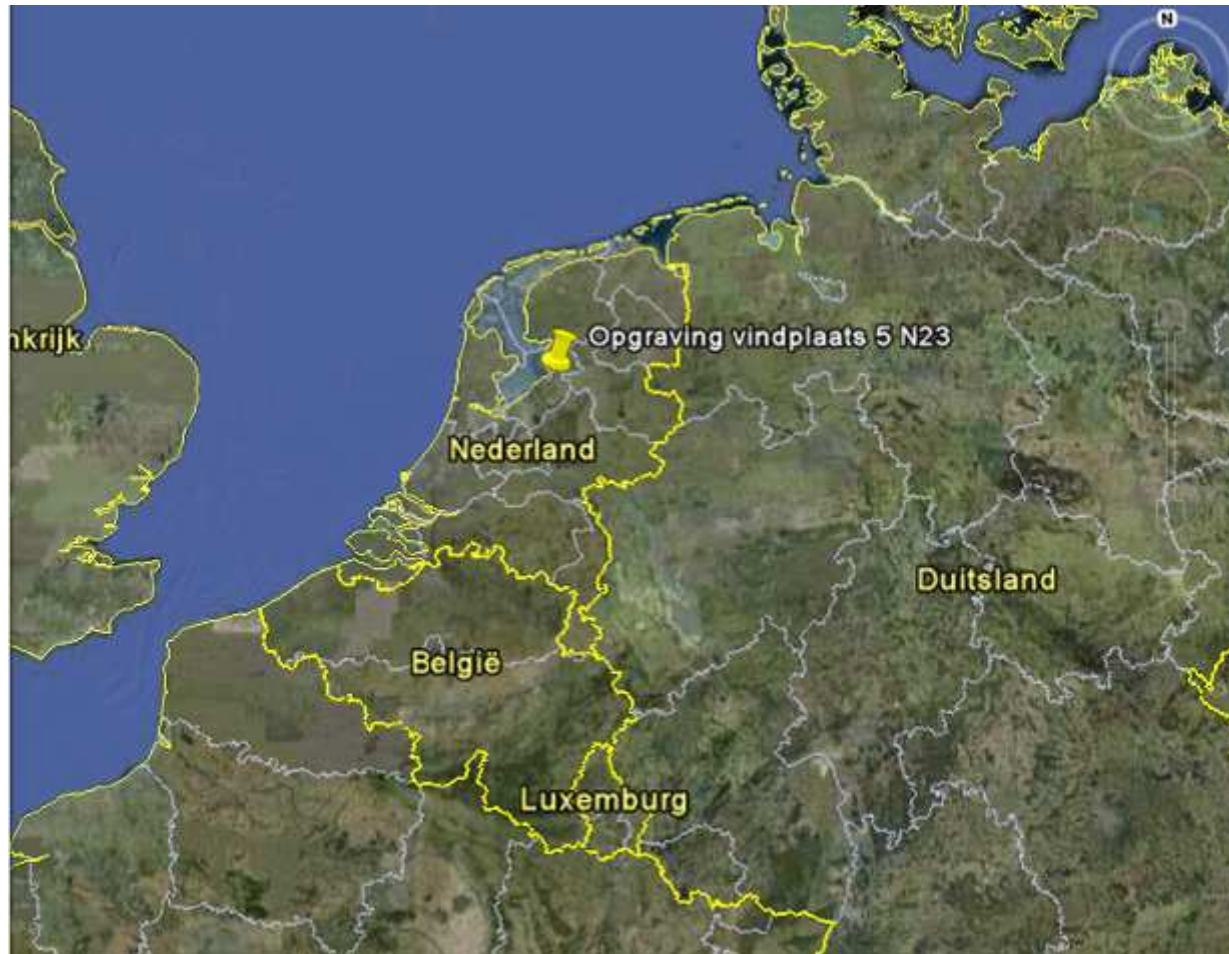 N
nkrijk
Opgraving vindplaats 5 N23
Nederland
Duitsland
België
Luxemburg